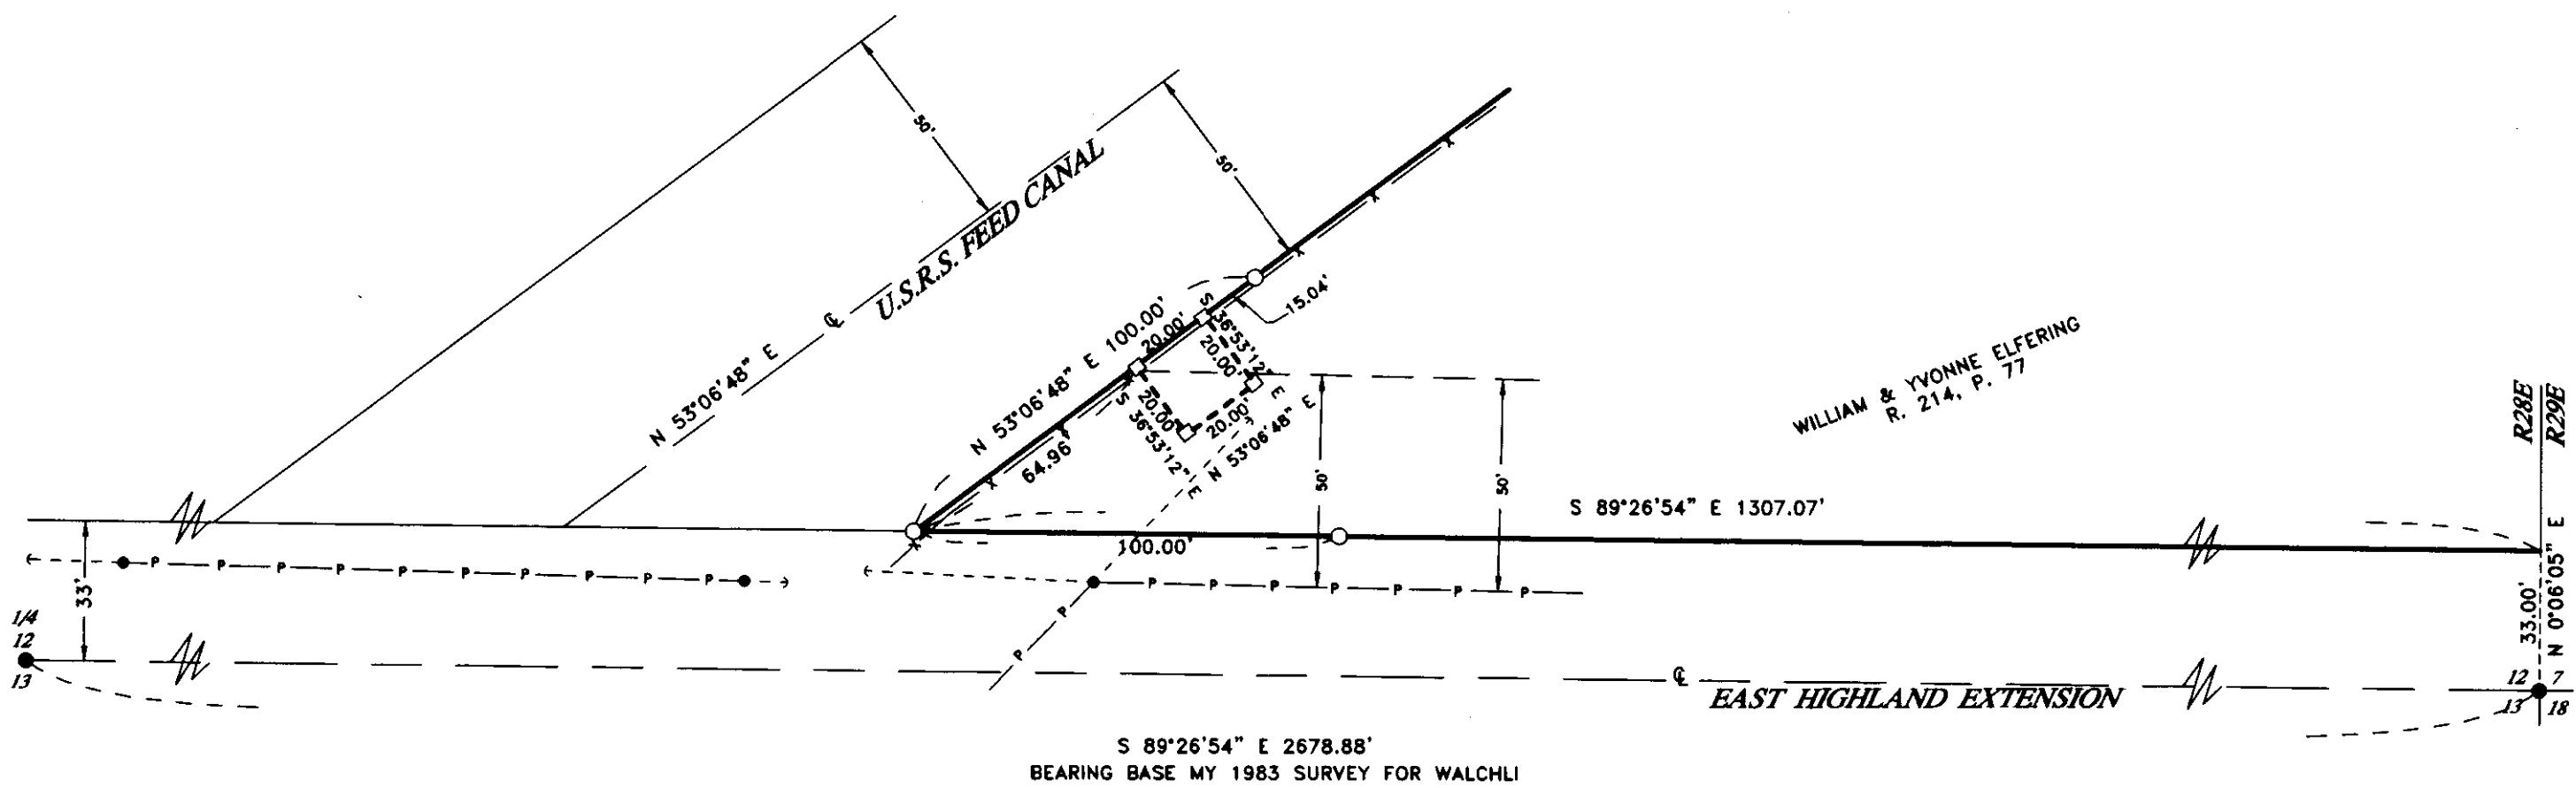 50'
50'
U.S.R.S. FEED CANAL
℄
N 53°06'48" E
N 53°06'48" E 100.00'
20.00'
15.04'
S 36°53'12" E
20.00'
20.00'
S 36°53'12" E
20.00'
N 53°06'48" E
64.96'
50'
50'
WILLIAM & YVONNE ELFERING
R. 214, P. 77
R28E
R29E
S 89°26'54" E 1307.07'
100.00'
33'
P P P P P P P P P
P P P P P P P
P
P
1/4
12
13
33.00'
N 0°06'05" E
12 7
13 18
℄
EAST HIGHLAND EXTENSION
S 89°26'54" E 2678.88'
BEARING BASE MY 1983 SURVEY FOR WALCHLI